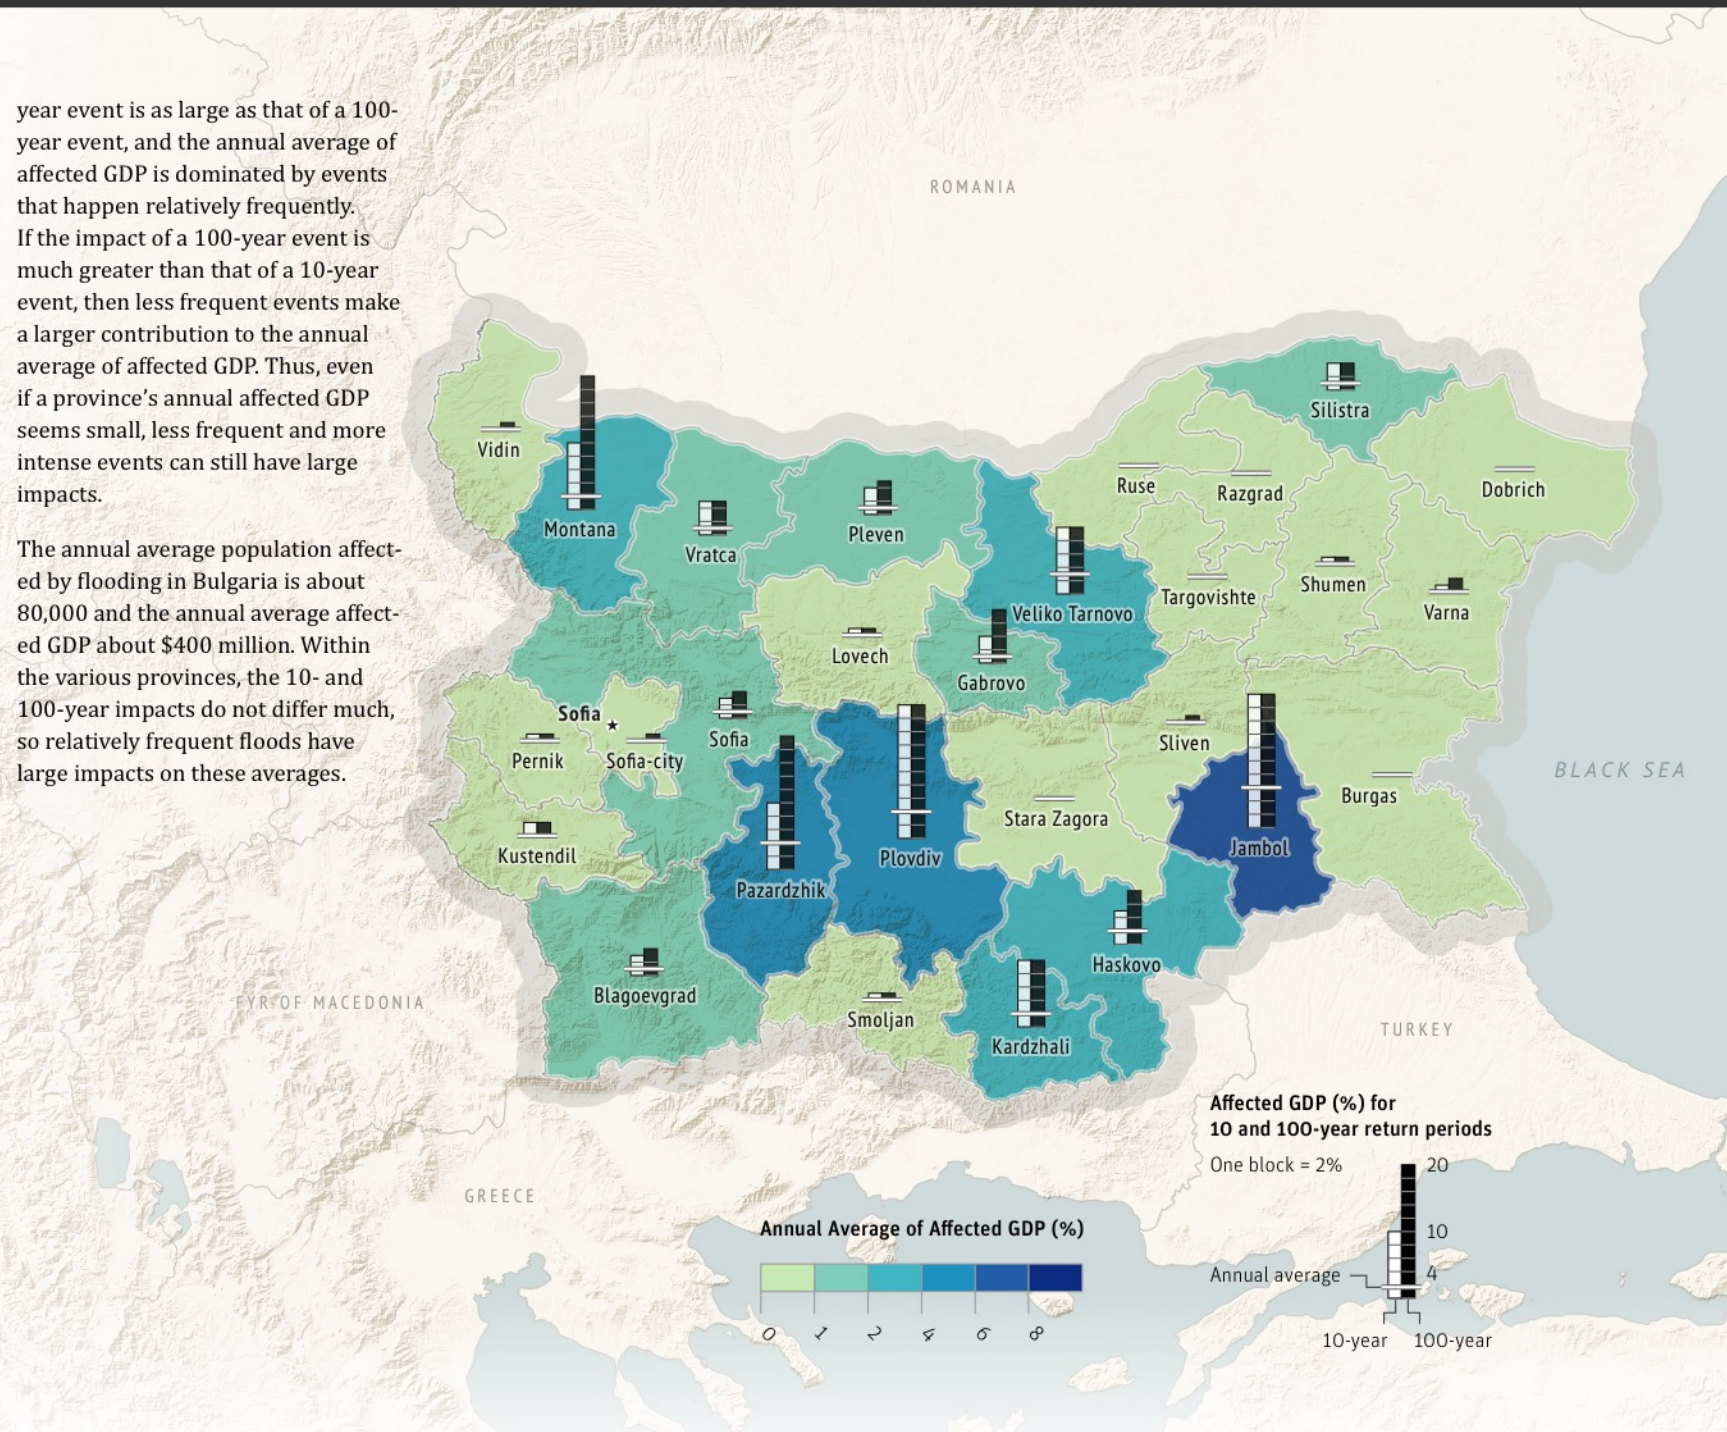 year event is as large as that of a 100-
year event, and the annual average of
affected GDP is dominated by events
that happen relatively frequently.
If the impact of a 100-year event is
much greater than that of a 10-year
event, then less frequent events make
a larger contribution to the annual
average of affected GDP. Thus, even
if a province's annual affected GDP
seems small, less frequent and more
intense events can still have large
impacts.
The annual average population affect-
ed by flooding in Bulgaria is about
80,000 and the annual average affect-
ed GDP about $400 million. Within
the various provinces, the 10- and
100-year impacts do not differ much,
so relatively frequent floods have
large impacts on these averages.
ROMANIA
Silistra
Vidin
Ruse
Razgrad
Dobrich
Montana
Vratca
Pleven
Targovishte
Shumen
Varna
Veliko Tarnovo
Lovech
Gabrovo
Sofia
Sofia
Pernik
Sofia-city
Sliven
BLACK SEA
Burgas
Stara Zagora
Kustendil
Plovdiv
Jambol
Pazardzhik
Haskovo
Blagoevgrad
FYR OF MACEDONIA
Smoljan
Kardzhali
TURKEY
GREECE
Affected GDP (%) for
10 and 100-year return periods
One block = 2%
20
10
4
Annual average
10-year
100-year
Annual Average of Affected GDP (%)
0
1
2
4
6
8